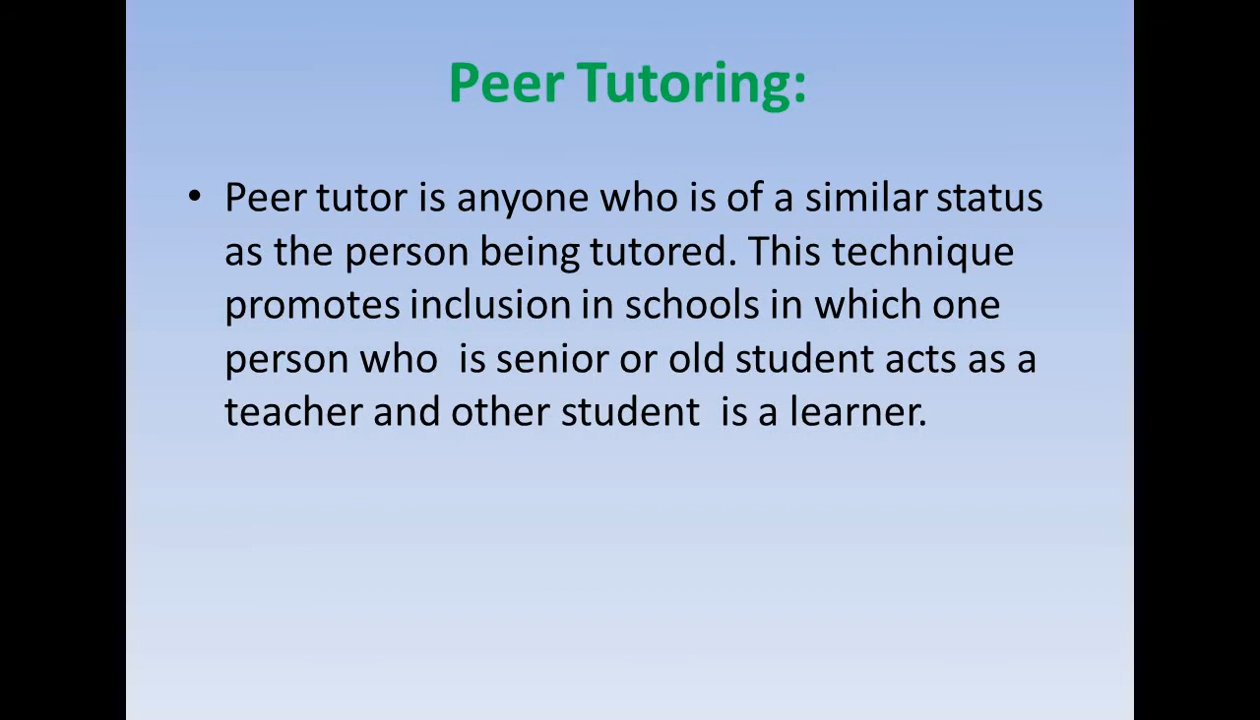 Peer Tutoring:
• Peer tutor is anyone who is of a similar status
as the person being tutored. This technique
promotes inclusion in schools in which one
person who  is senior or old student acts as a
teacher and other student  is a learner.